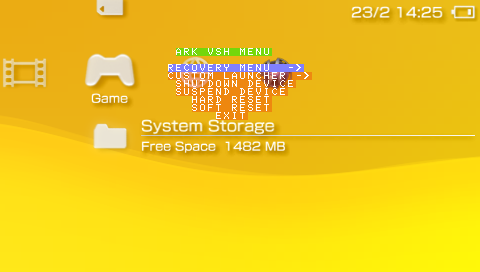 23/2 14:25
ARK VSH MENU
RECOVERY MENU ->
CUSTOM LAUNCHER ->
SHUTDOWN DEVICE
SUSPEND DEVICE
HARD RESET
SOFT RESET
EXIT
Game
System Storage
Free Space 1482 MB